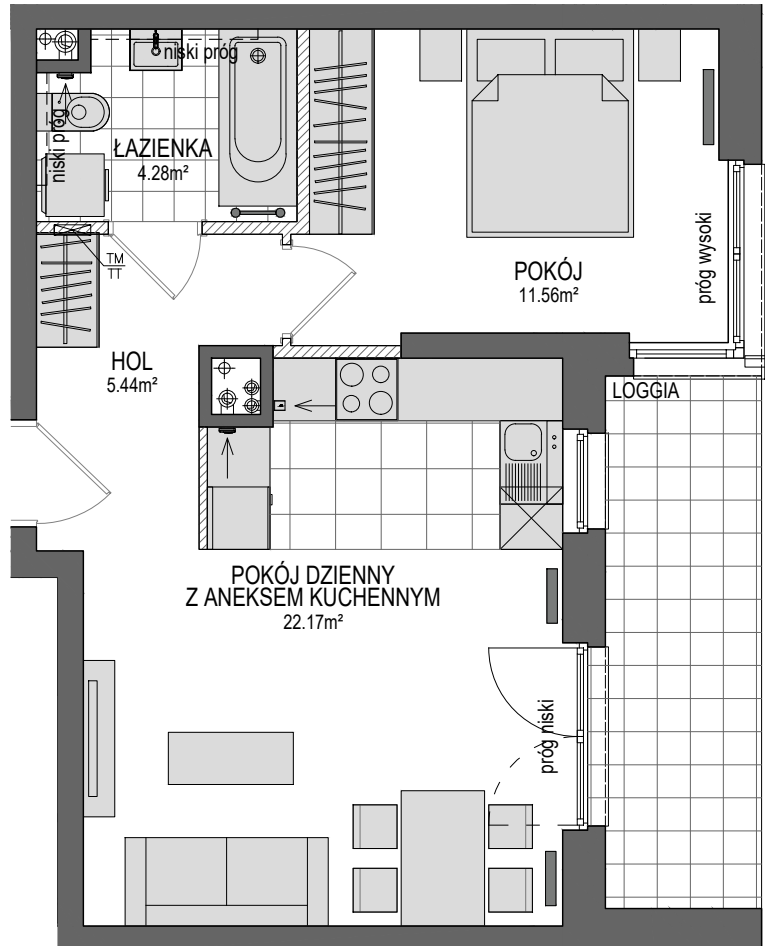 niski próg
niski próg
ŁAZIENKA
4.28m²
TM
TT
POKÓJ
11.56m²
próg wysoki
HOL
5.44m²
LOGGIA
POKÓJ DZIENNY
Z ANEKSEM KUCHENNYM
22.17m²
próg niski